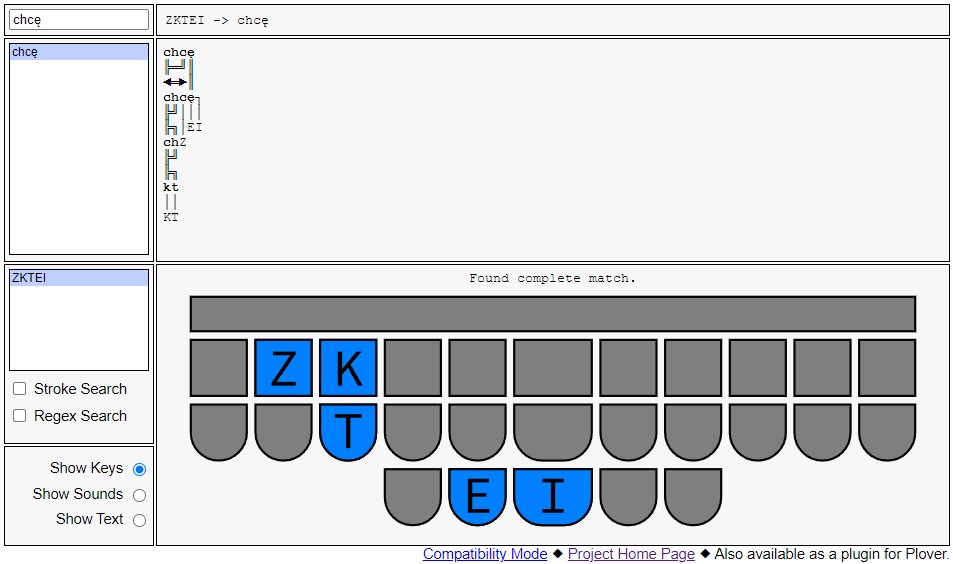 chcę
ZKTEI -> chcę
chcę
chcę
╠═╝║
◄═►║
chcę┐
╠╝│││
╠╗│EI
chZ
╠╝
╠╗
kt
││
KT
ZKTEI
Stroke Search
Regex Search
Show Keys
Show Sounds
Show Text
Found complete match.
Z K
T
E I
Compatibility Mode ◆ Project Home Page ◆ Also available as a plugin for Plover.